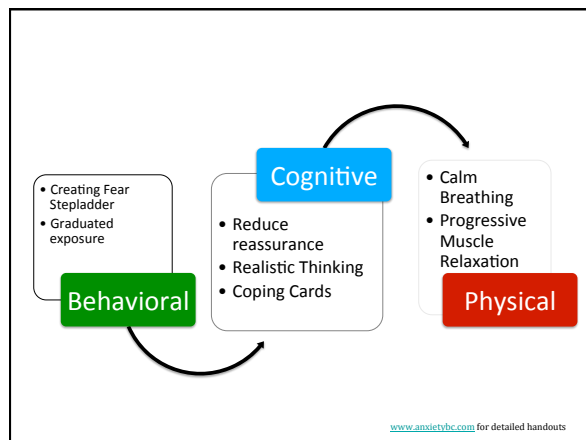 • Creating Fear
Stepladder
• Graduated
exposure
Behavioral
Cognitive
• Reduce
reassurance
• Realistic Thinking
• Coping Cards
• Calm
Breathing
• Progressive
Muscle
Relaxation
Physical
www.anxietybc.com for detailed handouts